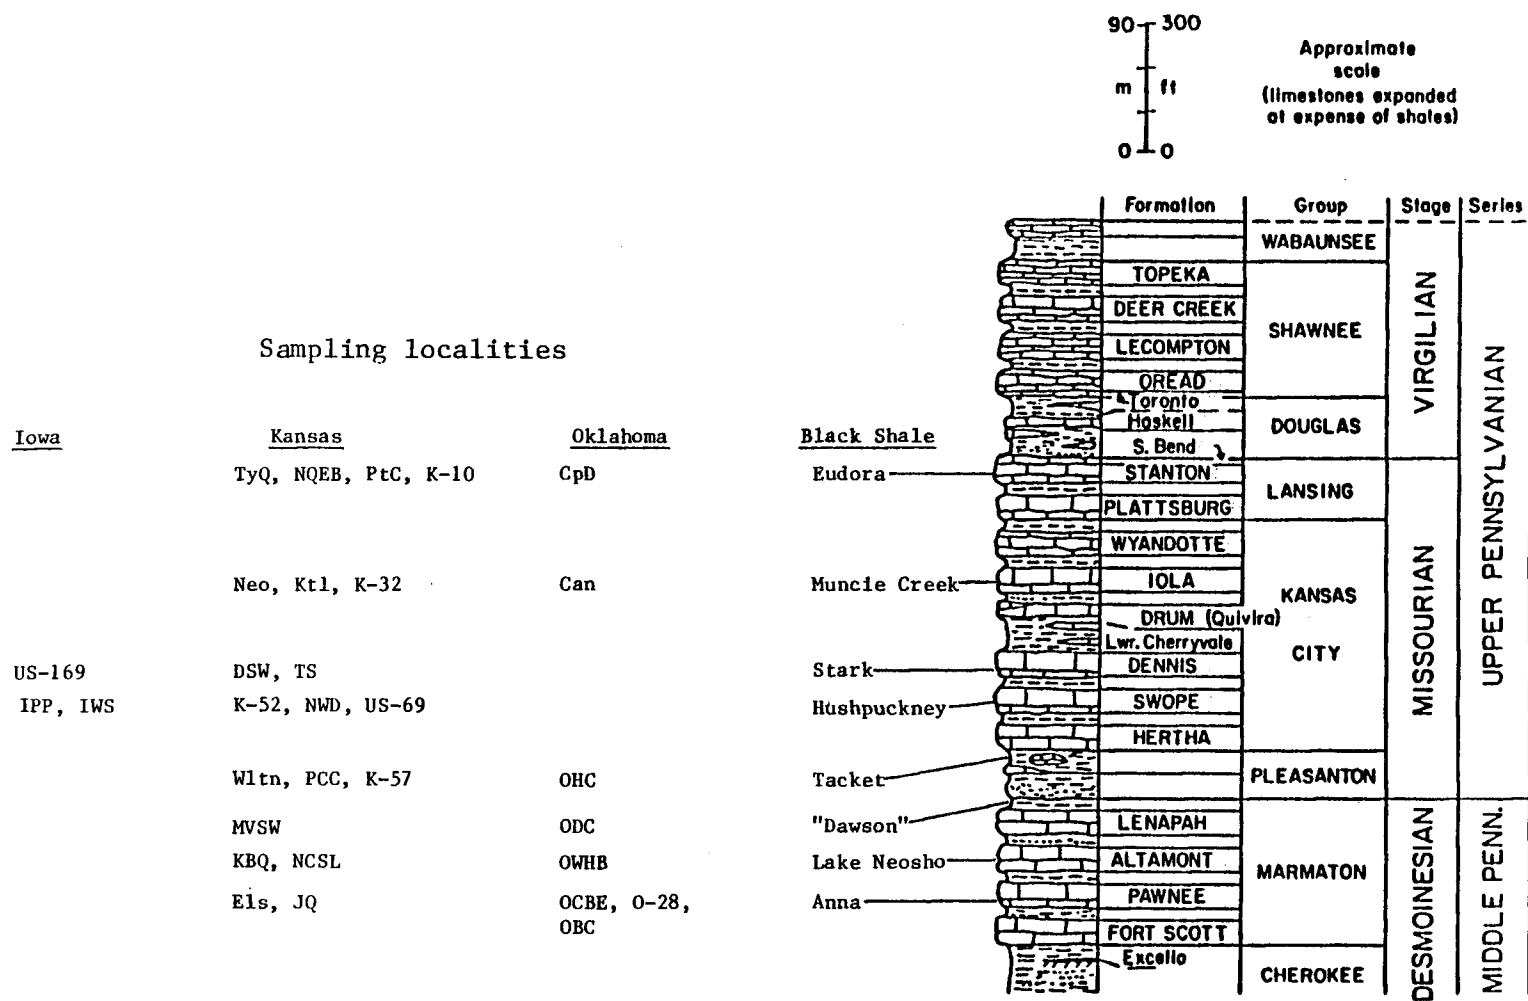 90 300
m ft
0 0
Approximate
scale
(limestones expanded
at expense of shales)
Formation Group Stage Series
WABAUNSEE
TOPEKA
DEER CREEK
SHAWNEE
LECOMPTON
OREAD
Toronto
Haskell
DOUGLAS
S. Bend
VIRGILIAN
Sampling localities
Iowa Kansas Oklahoma Black Shale
TyQ, NQEB, PtC, K-10 CpD Eudora
STANTON
LANSING
PLATTSBURG
WYANDOTTE
Neo, Ktl, K-32 Can Muncie Creek
IOLA
KANSAS
CITY
DRUM (Quivira)
Lwr. Cherryvale
US-169 DSW, TS Stark
DENNIS
IPP, IWS K-52, NWD, US-69 Hushpuckney
SWOPE
HERTHA
MISSOURIAN
UPPER PENNSYLVANIAN
Wltn, PCC, K-57 OHC Tacket
PLEASANTON
MVSW ODC "Dawson"
LENAPAH
KBQ, NCSL OWHB Lake Neosho
ALTAMONT
MARMATON
Els, JQ OCBE, O-28, Anna
OBC
PAWNEE
FORT SCOTT
Excello
CHEROKEE
DESMOINESIAN
MIDDLE PENN.